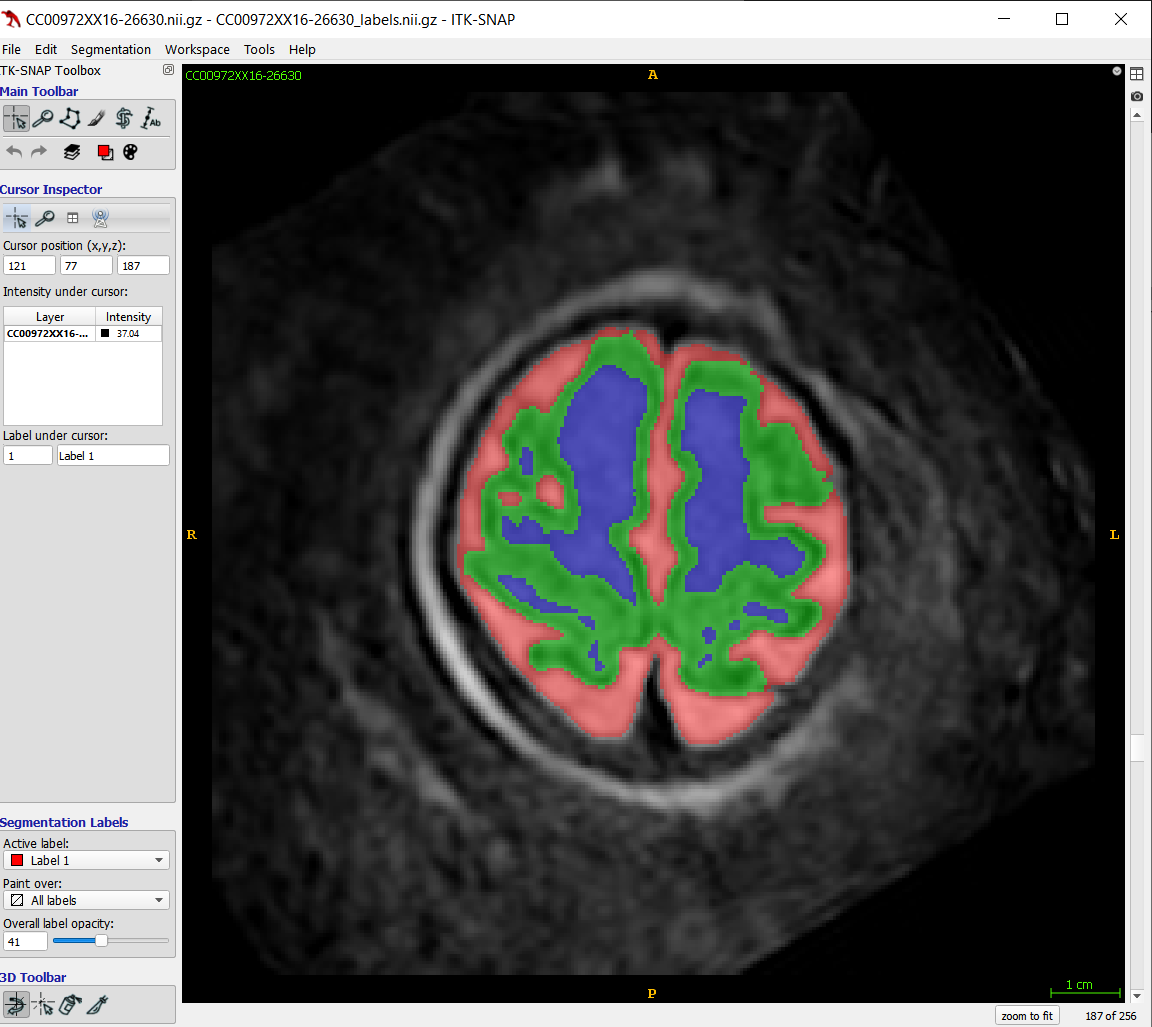 CC00972XX16-26630.nii.gz - CC00972XX16-26630_labels.nii.gz - ITK-SNAP
File Edit Segmentation Workspace Tools Help
TK-SNAP Toolbox
Main Toolbar
Ab
Cursor Inspector
Cursor position (x,y,z):
121 77 187
Intensity under cursor:
Layer Intensity
CC00972XX16-... 37.04
Label under cursor:
1 Label 1
Segmentation Labels
Active label:
Label 1
Paint over:
All labels
Overall label opacity:
41
3D Toolbar
CC00972XX16-26630
A
R
L
P
1 cm
zoom to fit 187 of 256